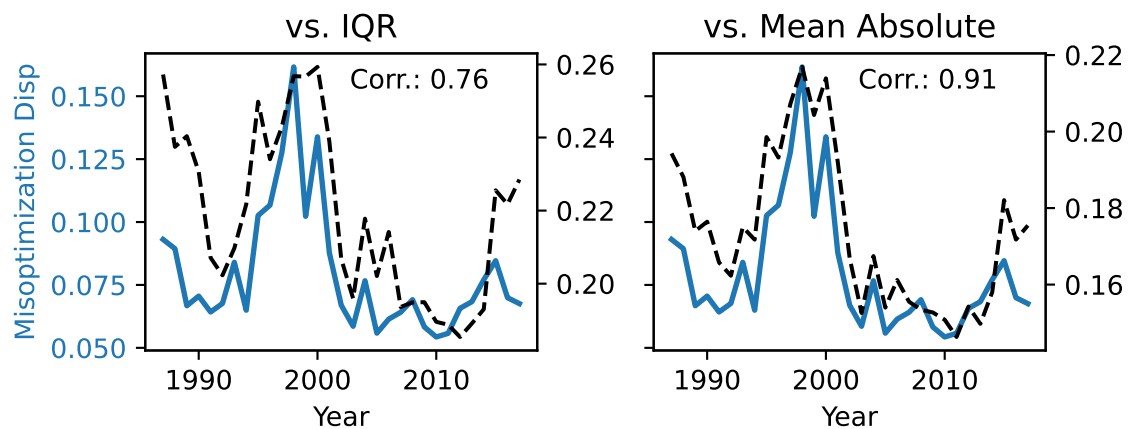 vs. IQR
Corr.: 0.76
Misoptimization Disp
0.150
0.125
0.100
0.075
0.050
0.26
0.24
0.22
0.20
1990 2000 2010
Year
vs. Mean Absolute
Corr.: 0.91
0.22
0.20
0.18
0.16
1990 2000 2010
Year